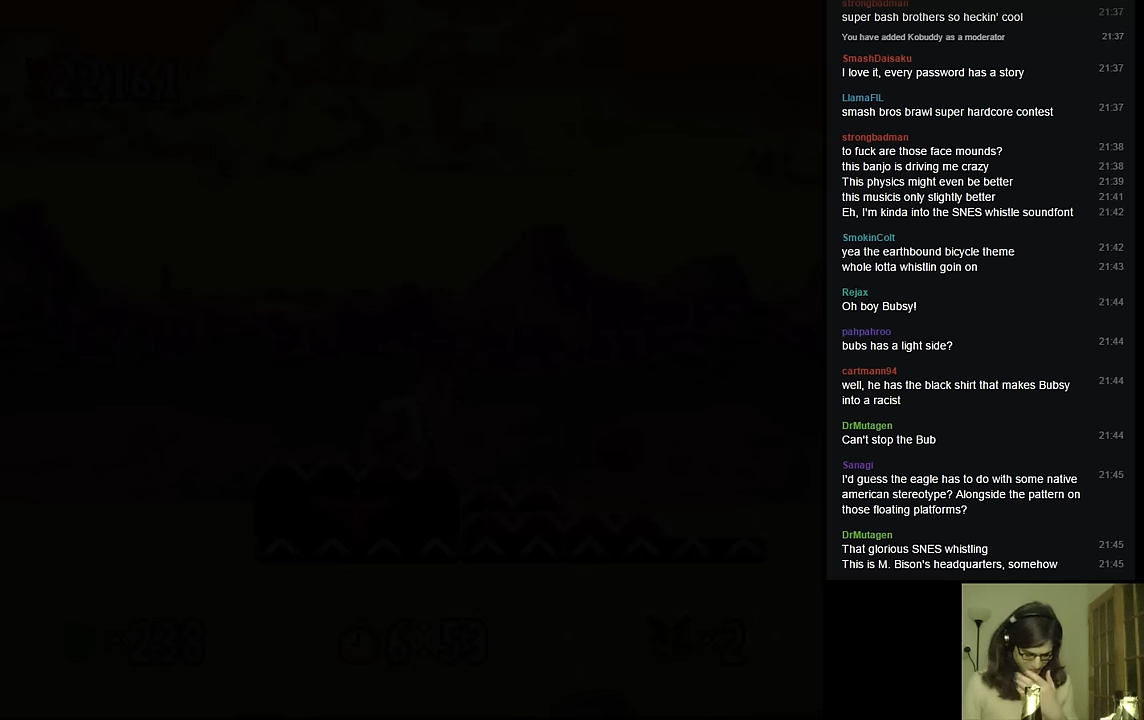 22161
238
6:53
2
strongbadman
super bash brothers so heckin' cool
21:37
You have added Kobuddy as a moderator
21:37
SmashDaisaku
I love it, every password has a story
21:37
LlamaFIL
smash bros brawl super hardcore contest
21:37
strongbadman
to fuck are those face mounds?
21:38
this banjo is driving me crazy
21:38
This physics might even be better
21:39
this musicis only slightly better
21:41
Eh, I'm kinda into the SNES whistle soundfont
21:42
SmokinColt
yea the earthbound bicycle theme
21:42
whole lotta whistlin goin on
21:43
Rejax
Oh boy Bubsy!
21:44
pahpahroo
bubs has a light side?
21:44
cartmann94
well, he has the black shirt that makes Bubsy
into a racist
21:44
DrMutagen
Can't stop the Bub
21:44
Sanagi
I'd guess the eagle has to do with some native
american stereotype? Alongside the pattern on
those floating platforms?
21:45
DrMutagen
That glorious SNES whistling
21:45
This is M. Bison's headquarters, somehow
21:45